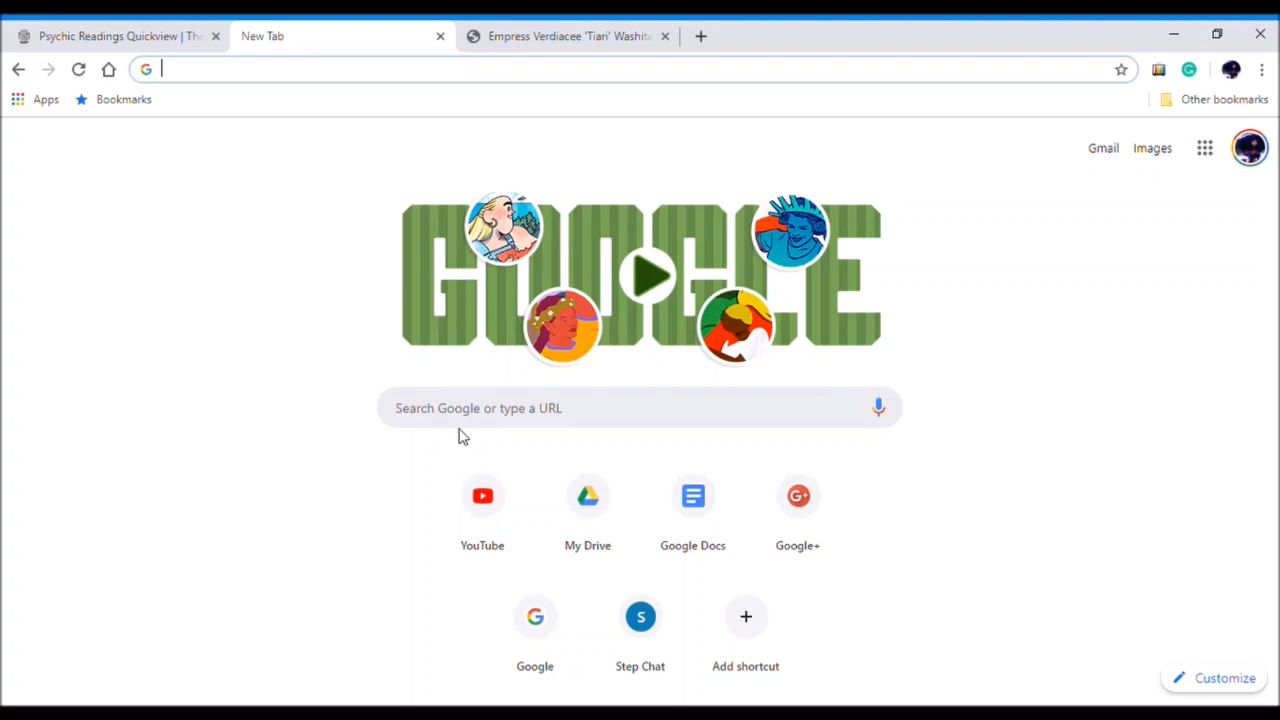 Psychic Readings Quickview | The
New Tab
Empress Verdiacee 'Tiari' Washita
Apps
Bookmarks
Other bookmarks
Gmail
Images
GOOGLE
Search Google or type a URL
YouTube
My Drive
Google Docs
Google+
Google
S
Step Chat
Add shortcut
Customize